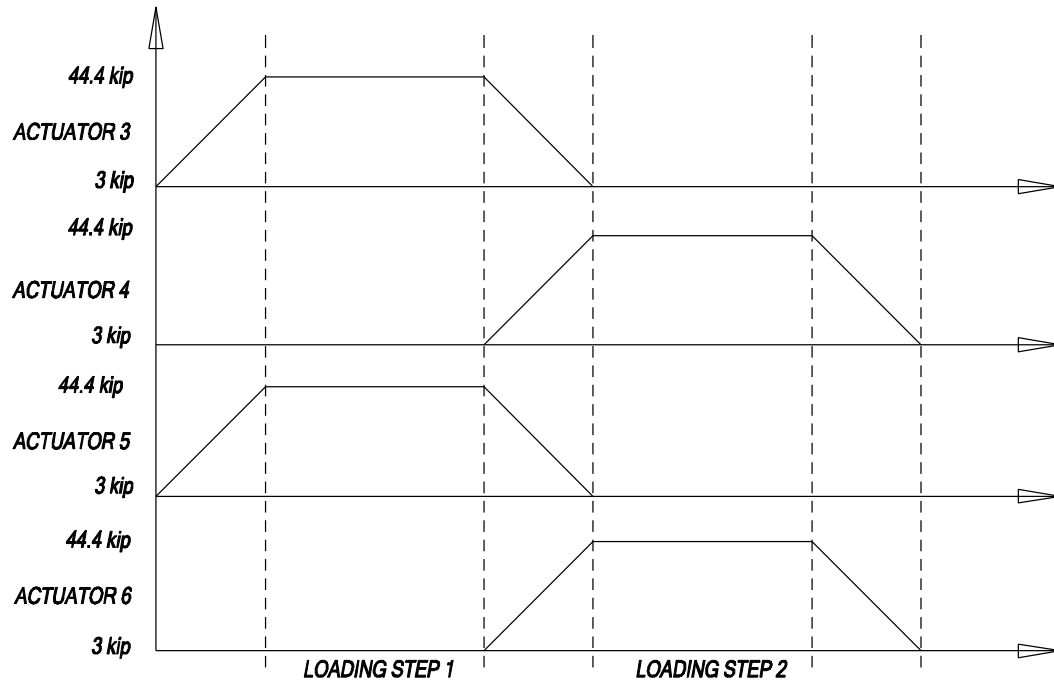 44.4 kip
ACTUATOR 3
3 kip
44.4 kip
ACTUATOR 4
3 kip
44.4 kip
ACTUATOR 5
3 kip
44.4 kip
ACTUATOR 6
3 kip
LOADING STEP 1 LOADING STEP 2